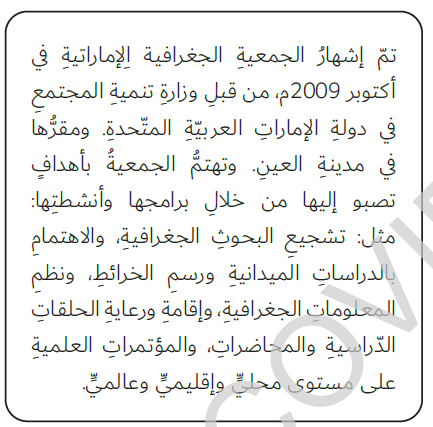 تمّ إشهارُ الجمعيةِ الجغرافية الإماراتيةِ في
أكتوبر 2009م، من قبلِ وزارةِ تنميةِ المجتمعِ
في دولةِ الإماراتِ العربيّةِ المتّحدةِ. ومقرُّها
في مدينةِ العينِ. وتهتمُّ الجمعيةُ بأهدافٍ
تصبو إليها من خلالِ برامجها وأنشطتِها:
مثل: تشجيعِ البحوثِ الجغرافيةِ، والاهتمامِ
بالدراساتِ الميدانيةِ ورسمِ الخرائطِ، ونظمِ
المعلوماتِ الجغرافيةِ، وإقامةِ ورعايةِ الحلقاتِ
الدّراسيةِ والمحاضراتِ، والمؤتمراتِ العلميةِ
على مستوى محليٍّ وإقليميٍّ وعالميٍّ.
COVI